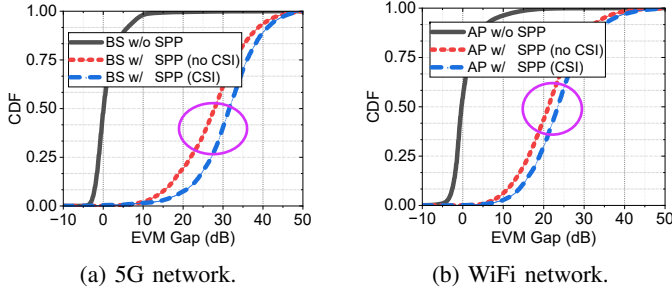 1.00
0.75
0.50
0.25
0.00
CDF
BS w/o SPP
BS w/ SPP (no CSI)
BS w/ SPP (CSI)
-10 0 10 20 30 40 50
EVM Gap (dB)
(a) 5G network.
1.00
0.75
0.50
0.25
0.00
CDF
AP w/o SPP
AP w/ SPP (no CSI)
AP w/ SPP (CSI)
-10 0 10 20 30 40 50
EVM Gap (dB)
(b) WiFi network.